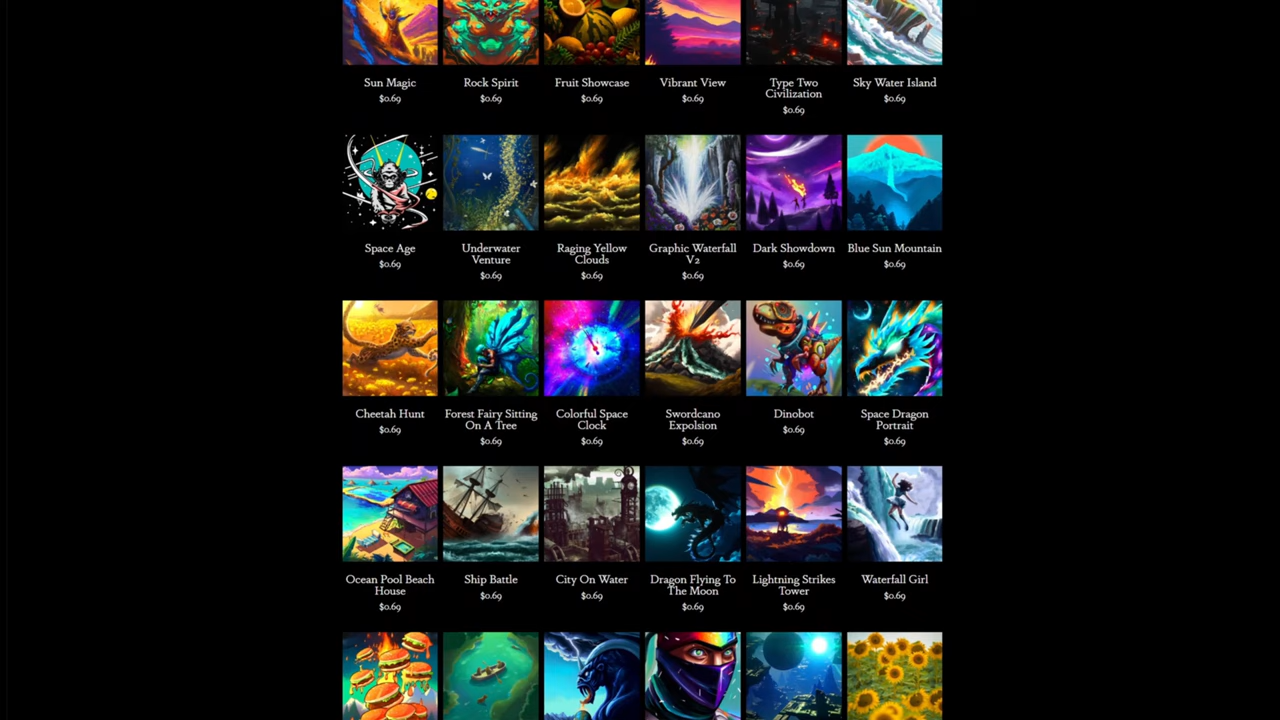 Sun Magic
$0.69
Rock Spirit
$0.69
Fruit Showcase
$0.69
Vibrant View
$0.69
Type Two
Civilization
$0.69
Sky Water Island
$0.69
Space Age
$0.69
Underwater
Venture
$0.69
Raging Yellow
Clouds
$0.69
Graphic Waterfall
V2
$0.69
Dark Showdown
$0.69
Blue Sun Mountain
$0.69
Cheetah Hunt
$0.69
Forest Fairy Sitting
On A Tree
$0.69
Colorful Space
Clock
$0.69
Swordcano
Expolsion
$0.69
Dinobot
$0.69
Space Dragon
Portrait
$0.69
Ocean Pool Beach
House
$0.69
Ship Battle
$0.69
City On Water
$0.69
Dragon Flying To
The Moon
$0.69
Lightning Strikes
Tower
$0.69
Waterfall Girl
$0.69